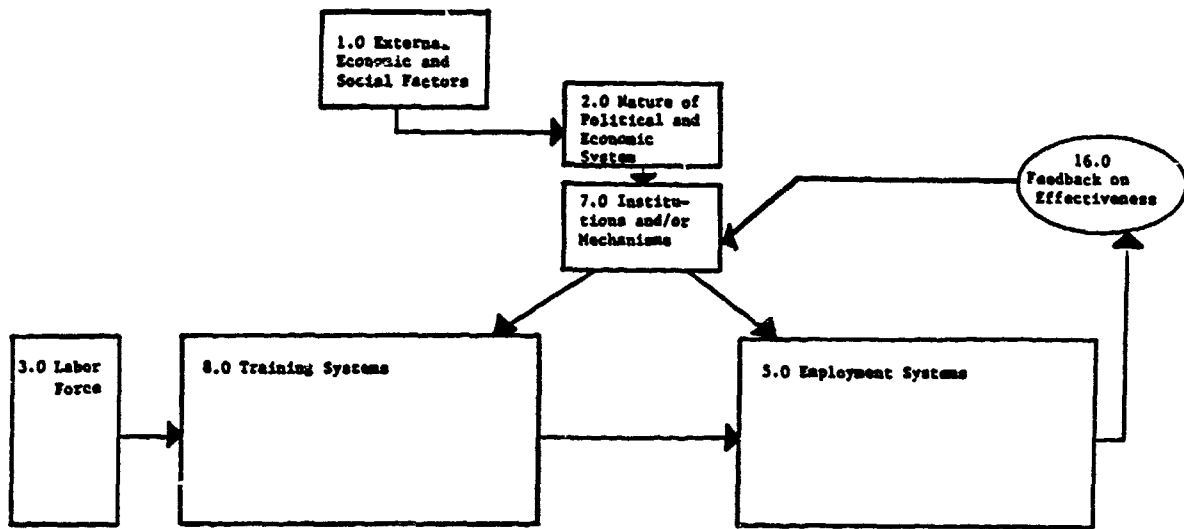 1.0 External
Economic and
Social Factors
2.0 Nature of
Political and
Economic
System
16.0
Feedback on
Effectiveness
7.0 Institu-
tions and/or
Mechanisms
3.0 Labor
Force
8.0 Training Systems
5.0 Employment Systems